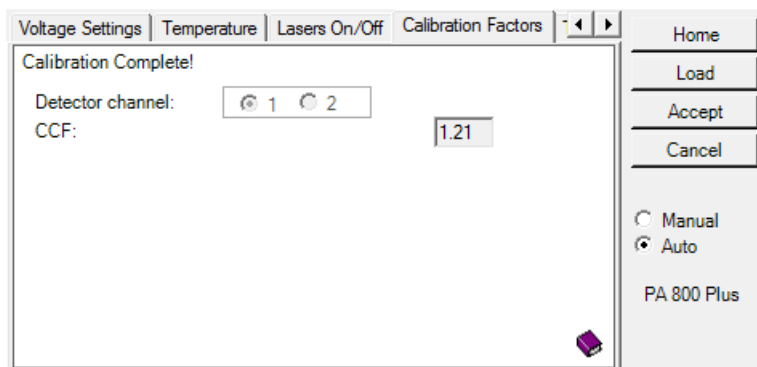 Voltage Settings Temperature Lasers On/Off Calibration Factors
Calibration Complete!
Detector channel: 1 2
CCF: 1.21
Home
Load
Accept
Cancel
Manual
Auto
PA 800 Plus